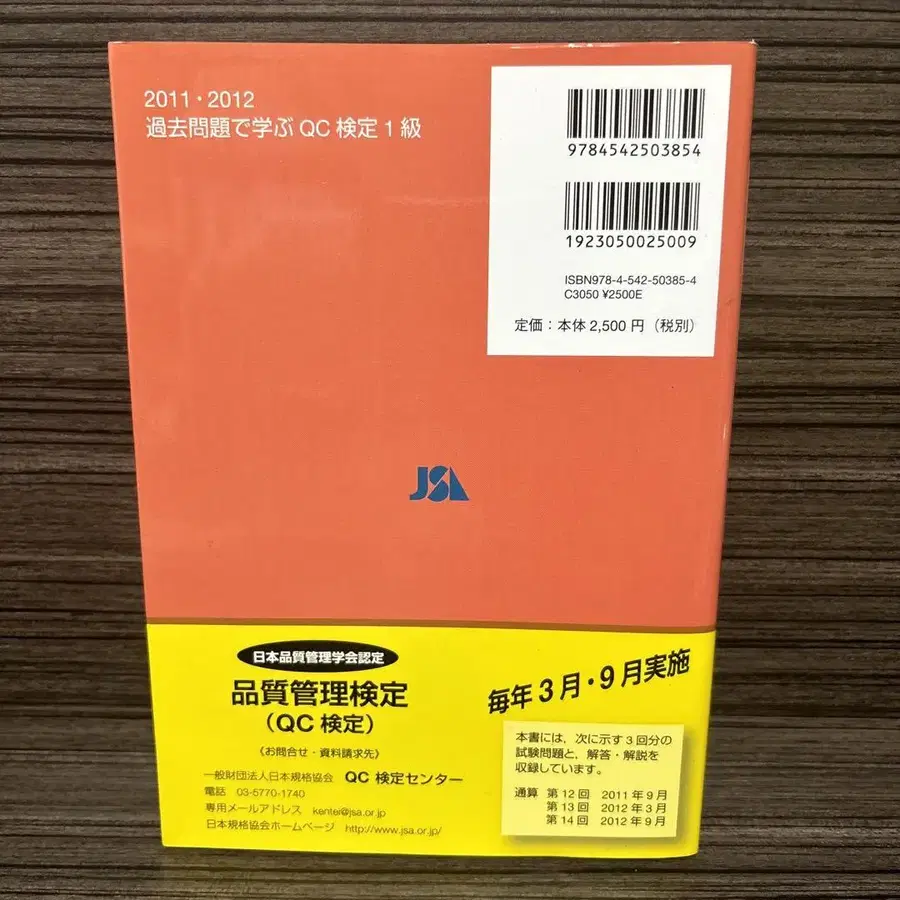 2011・2012
過去問題で学ぶ QC 検定 1 級
9784542503854
1923050025009
ISBN978-4-542-50385-4
C3050 ¥2500E
定価：本体 2,500 円（税別）
JSA
日本品質管理学会認定
品質管理検定
（QC 検定）
《お問合せ・資料請求先》
一般財団法人日本規格協会 QC 検定センター
電話 03-5770-1740
専用メールアドレス kentei@jsa.or.jp
日本規格協会ホームページ http://www.jsa.or.jp/
毎年 3 月・9 月実施
本書には，次に示す 3 回分の
試験問題と，解答・解説を
収録しています。
通算 第 12 回 2011 年 9 月
第 13 回 2012 年 3 月
第 14 回 2012 年 9 月